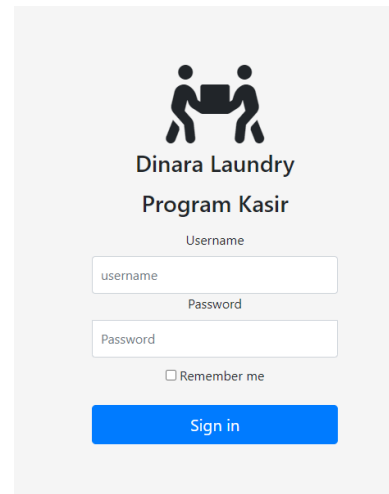 Dinara Laundry
Program Kasir
Username
username
Password
Password
Remember me
Sign in